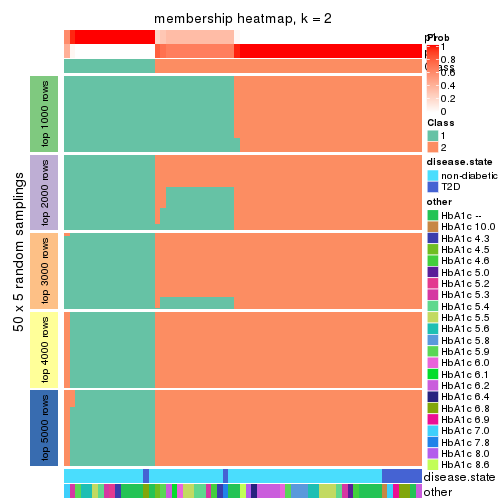 membership heatmap, k = 2
50 x 5 random samplings
top 1000 rows
top 2000 rows
top 3000 rows
top 4000 rows
top 5000 rows
Class
disease.state
other
Prob
1
0.8
0.6
0.4
0.2
0
Class
1
2
disease.state
non-diabetic
T2D
other
HbA1c --
HbA1c 10.0
HbA1c 4.3
HbA1c 4.5
HbA1c 4.6
HbA1c 5.0
HbA1c 5.2
HbA1c 5.3
HbA1c 5.4
HbA1c 5.5
HbA1c 5.6
HbA1c 5.8
HbA1c 5.9
HbA1c 6.0
HbA1c 6.1
HbA1c 6.2
HbA1c 6.4
HbA1c 6.8
HbA1c 6.9
HbA1c 7.0
HbA1c 7.8
HbA1c 8.0
HbA1c 8.6